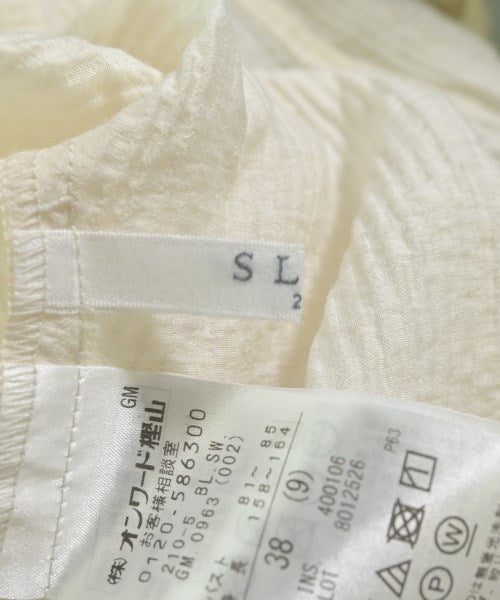 S L
2
GM
(株)オンワード樫山
お客様相談室
0120-586300
210-5 BL.SW.
GM.0963 (002)
バスト 81～ 85
身 長 158～164
38 (9)
INS 400106
LOT 8012526
P63